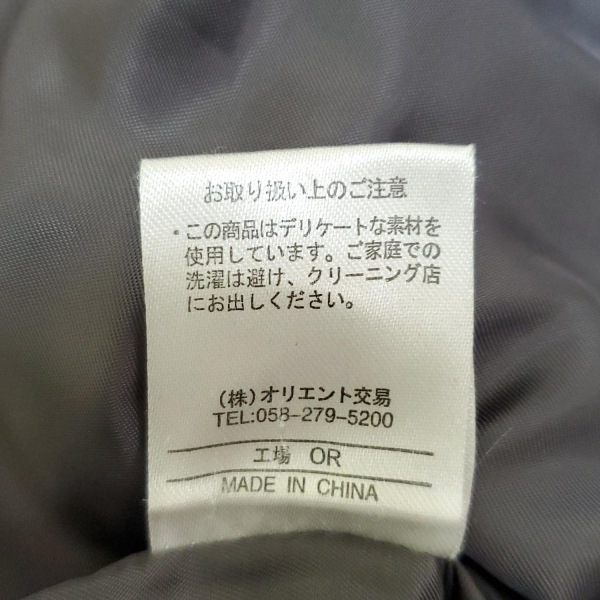 お取り扱い上のご注意
・この商品はデリケートな素材を
使用しています。ご家庭での
洗濯は避け、クリーニング店
にお出しください。
(株)オリエント交易
TEL:058-279-5200
工場 OR
MADE IN CHINA